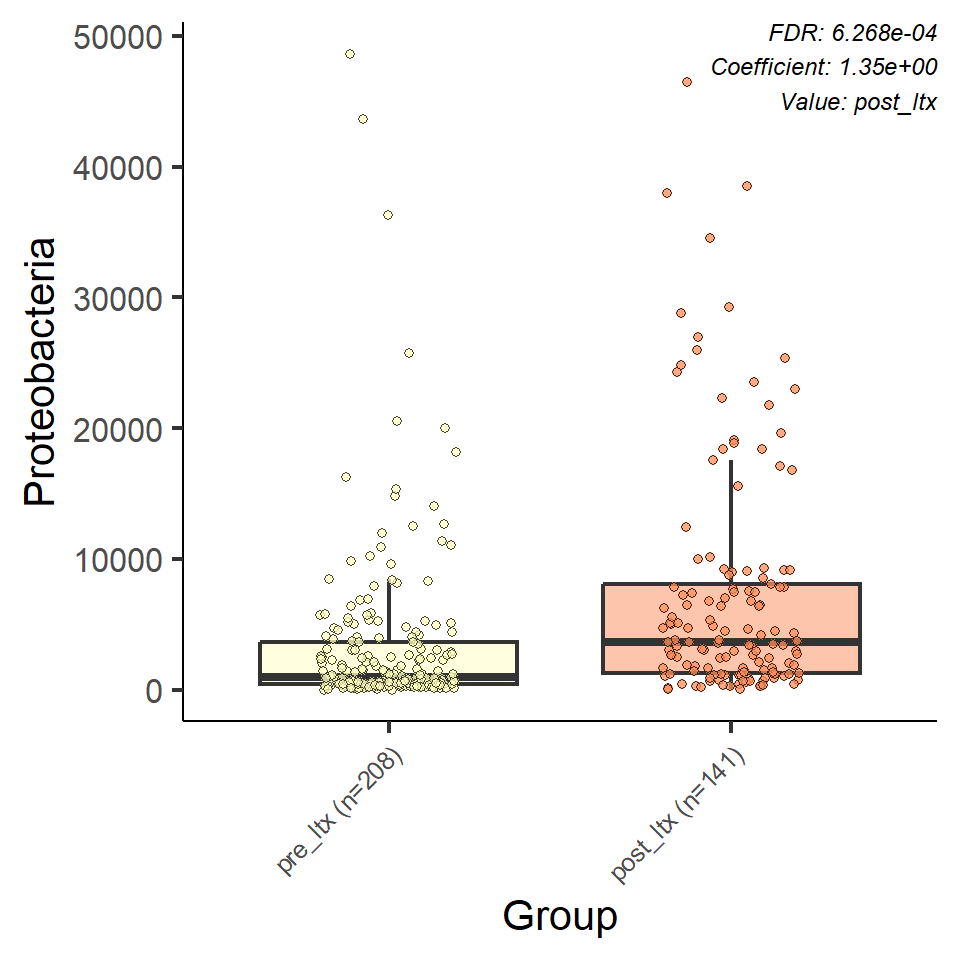 FDR: 6.268e-04
Coefficient: 1.35e+00
Value: post_ltx
50000
40000
30000
20000
10000
0
Proteobacteria
pre_ltx (n=208)
post_ltx (n=141)
Group